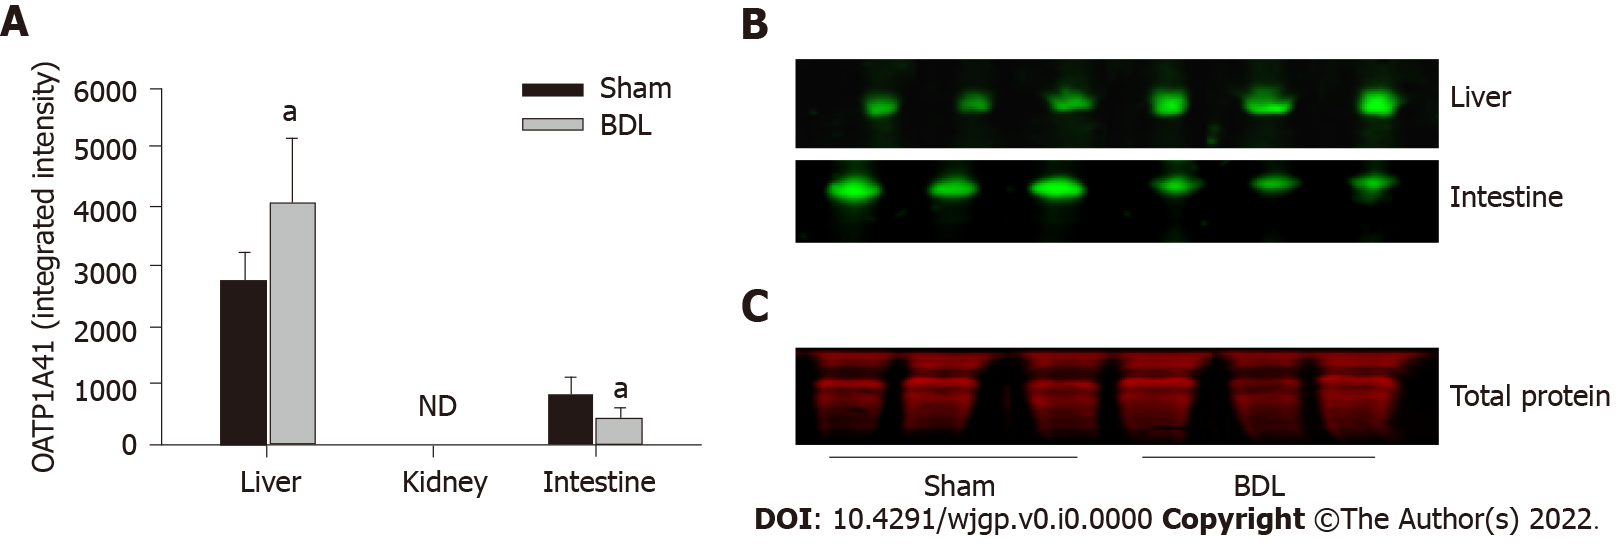 A
OATP1A41 (integrated intensity)
6000
5000
4000
3000
2000
1000
0
Sham
BDL
a
ND
a
Liver
Kidney
Intestine
B
Liver
Intestine
C
Total protein
Sham
BDL
DOI: 10.4291/wjgp.v0.i0.0000 Copyright ©The Author(s) 2022.